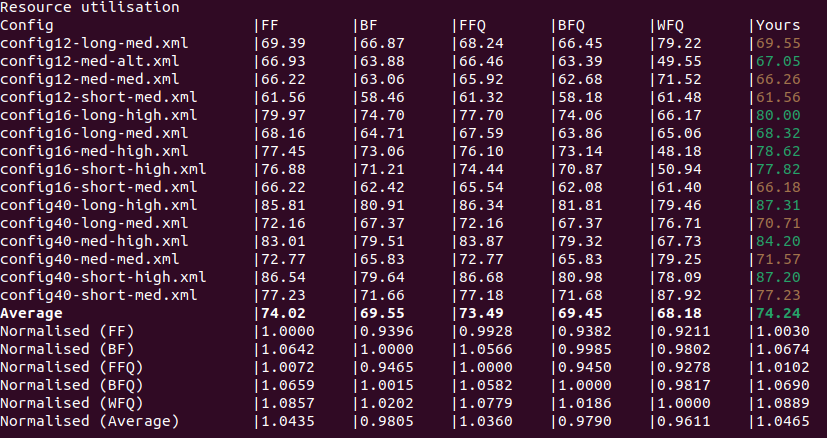 Resource utilisation
Config |FF |BF |FFQ |BFQ |WFQ |Yours
config12-long-med.xml |69.39 |66.87 |68.24 |66.45 |79.22 |69.55
config12-med-alt.xml |66.93 |63.88 |66.46 |63.39 |49.55 |67.05
config12-med-med.xml |66.27 |63.06 |65.92 |62.68 |71.52 |66.26
config12-short-med.xml |61.56 |58.46 |61.32 |58.18 |61.48 |61.56
config16-long-high.xml |79.97 |74.70 |77.70 |74.06 |66.17 |80.00
config16-long-med.xml |68.16 |64.71 |67.59 |63.86 |65.06 |68.32
config16-med-high.xml |77.45 |73.06 |76.10 |73.14 |48.18 |78.62
config16-short-high.xml |76.88 |71.21 |74.44 |70.87 |50.94 |77.82
config16-short-med.xml |66.22 |62.42 |65.54 |62.08 |61.40 |66.18
config40-long-high.xml |85.81 |80.91 |86.34 |81.81 |79.46 |87.31
config40-long-med.xml |72.16 |67.37 |72.16 |67.37 |76.71 |70.71
config40-med-high.xml |83.01 |79.51 |83.87 |79.32 |67.73 |84.20
config40-med-med.xml |72.77 |65.83 |72.77 |65.83 |79.25 |71.57
config40-short-high.xml |86.54 |79.64 |86.68 |80.98 |78.09 |87.20
config40-short-med.xml |77.23 |71.66 |77.18 |71.68 |87.92 |77.23
Average |74.02 |69.55 |73.49 |69.45 |68.18 |74.24
Normalised (FF) |1.0000 |0.9396 |0.9928 |0.9382 |0.9211 |1.0030
Normalised (BF) |1.0642 |1.0000 |1.0566 |0.9985 |0.9802 |1.0674
Normalised (FFQ) |1.0072 |0.9465 |1.0000 |0.9450 |0.9278 |1.0102
Normalised (BFQ) |1.0659 |1.0015 |1.0582 |1.0000 |0.9817 |1.0690
Normalised (WFQ) |1.0857 |1.0202 |1.0779 |1.0186 |1.0000 |1.0889
Normalised (Average) |1.0435 |0.9805 |1.0360 |0.9790 |0.9611 |1.0465